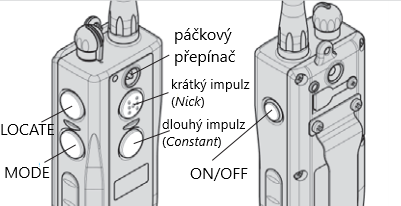 páčkový
přepínač
krátký impulz
(Nick)
LOCATE
dlouhý impulz
(Constant)
MODE
ON/OFF